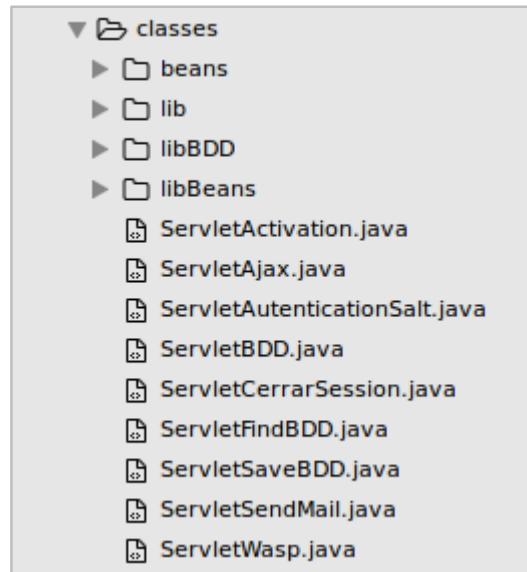 classes
beans
lib
libBDD
libBeans
ServletActivation.java
ServletAjax.java
ServletAutenticationSalt.java
ServletBDD.java
ServletCerrarSession.java
ServletFindBDD.java
ServletSaveBDD.java
ServletSendMail.java
ServletWasp.java